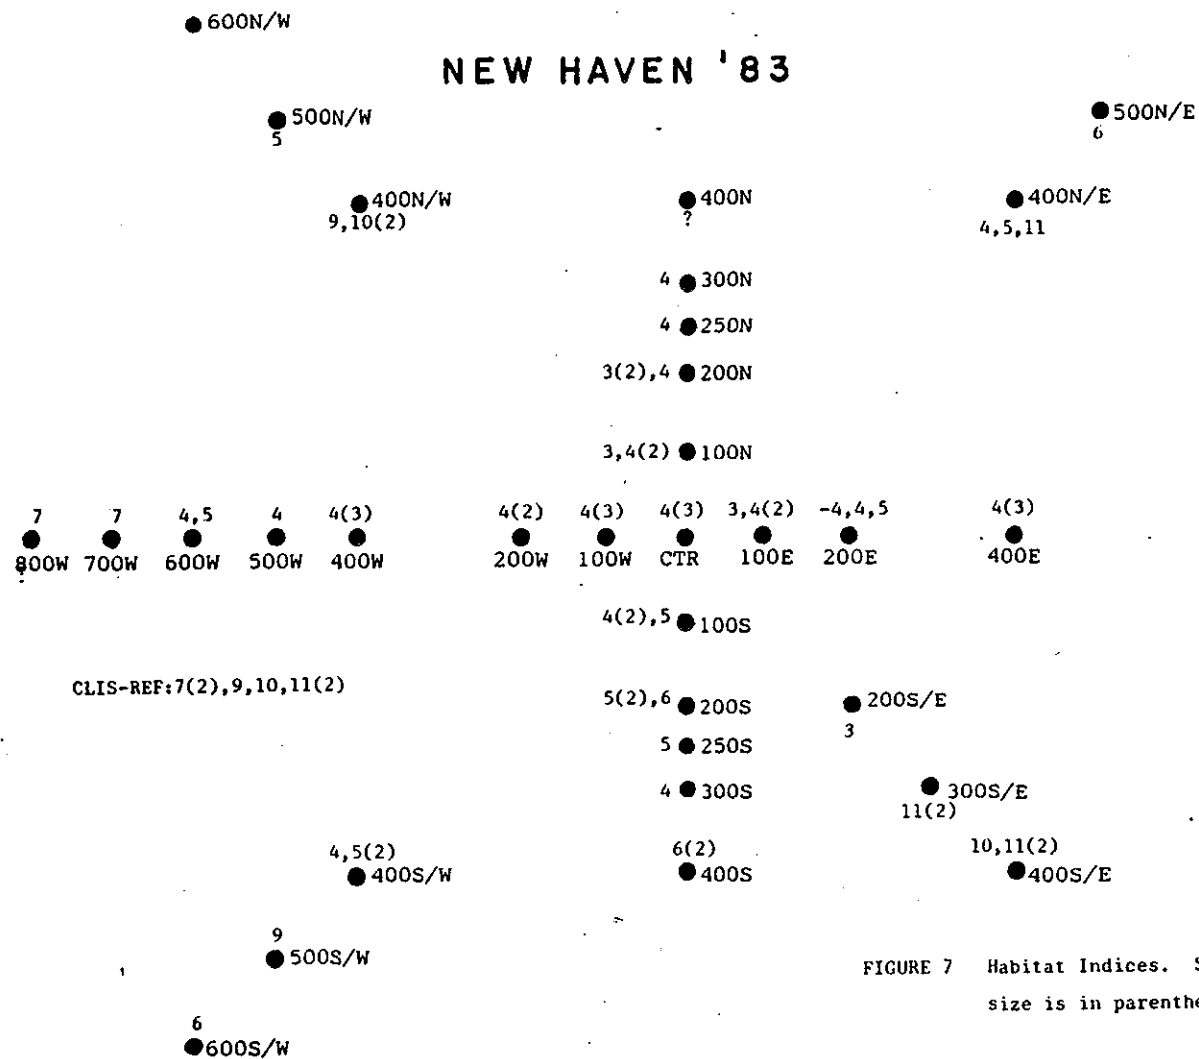 600N/W
NEW HAVEN '83
500N/W
5
500N/E
6
400N/W
9,10(2)
400N
?
400N/E
4,5,11
4 300N
4 250N
3(2),4 200N
3,4(2) 100N
7 7 4,5 4 4(3) 4(2) 4(3) 4(3) 3,4(2) -4,4,5 4(3)
800W 700W 600W 500W 400W 200W 100W CTR 100E 200E 400E
4(2),5 100S
CLIS-REF:7(2),9,10,11(2)
5(2),6 200S
200S/E
3
5 250S
4 300S
300S/E
11(2)
4,5(2)
400S/W
6(2)
400S
10,11(2)
400S/E
9
500S/W
FIGURE 7 Habitat Indices. S
size is in parenthe
6
600S/W